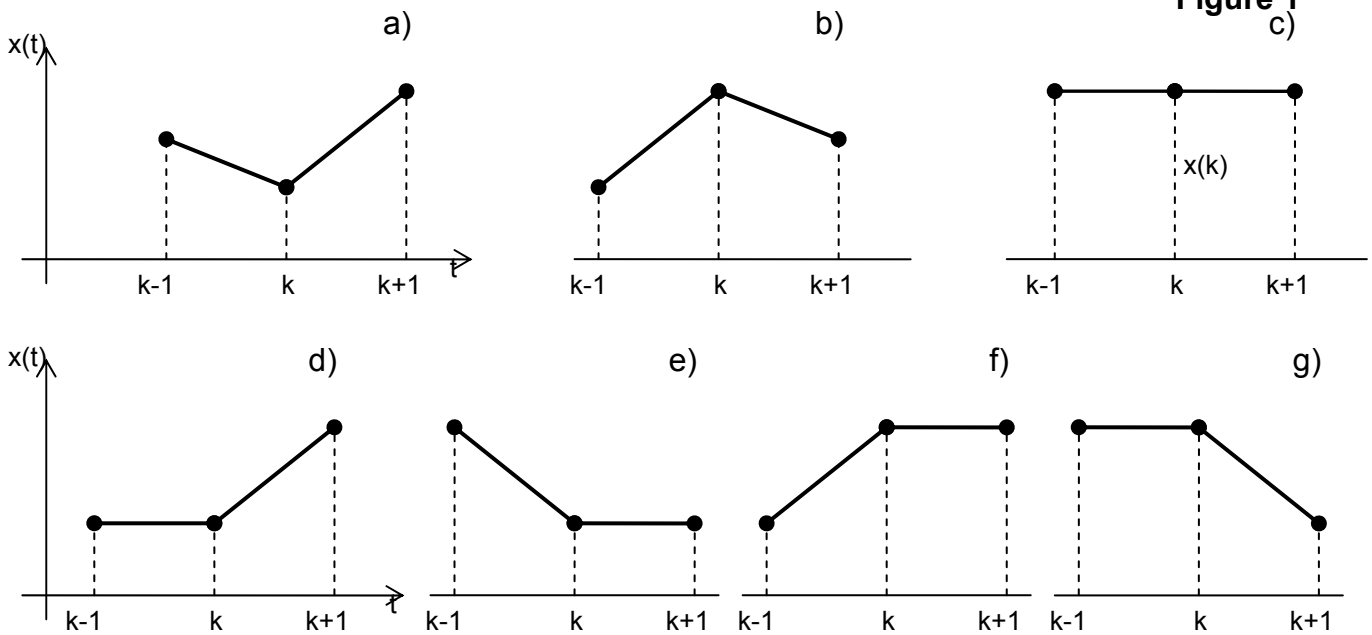 Figure 1
a) b) c)
x(t)
x(k)
t
k-1 k k+1 k-1 k k+1 k-1 k k+1
x(t) d) e) f) g)
t
k-1 k k+1 k-1 k k+1 k-1 k k+1 k-1 k k+1